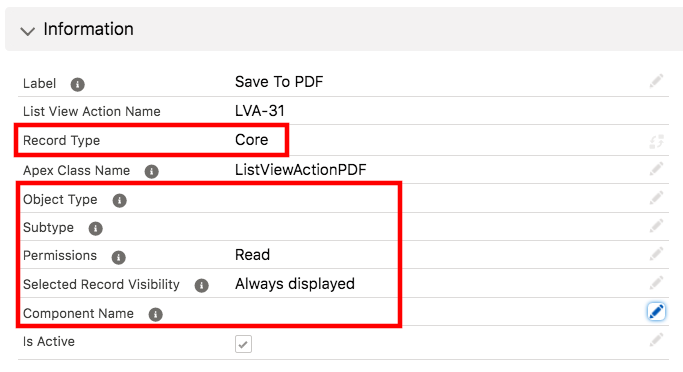 Information
Label Save To PDF
List View Action Name LVA-31
Record Type Core
Apex Class Name ListViewActionPDF
Object Type
Subtype
Permissions Read
Selected Record Visibility Always displayed
Component Name
Is Active